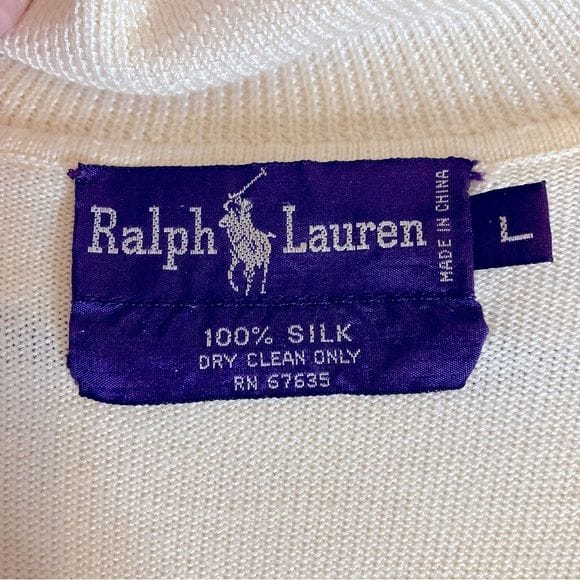 Ralph Lauren
MADE IN CHINA
L
100% SILK
DRY CLEAN ONLY
RN 67635